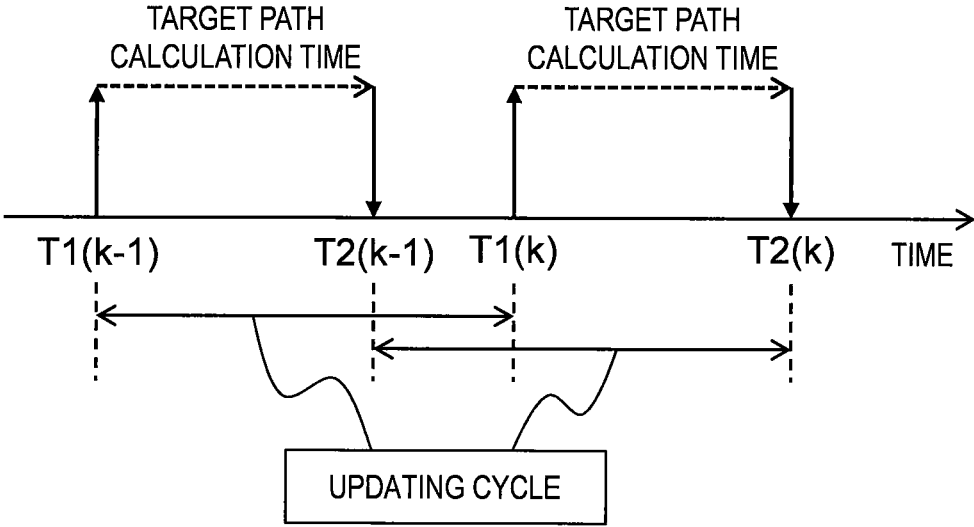 TARGET PATH
CALCULATION TIME
TARGET PATH
CALCULATION TIME
T1(k-1)
T2(k-1)
T1(k)
T2(k)
TIME
UPDATING CYCLE